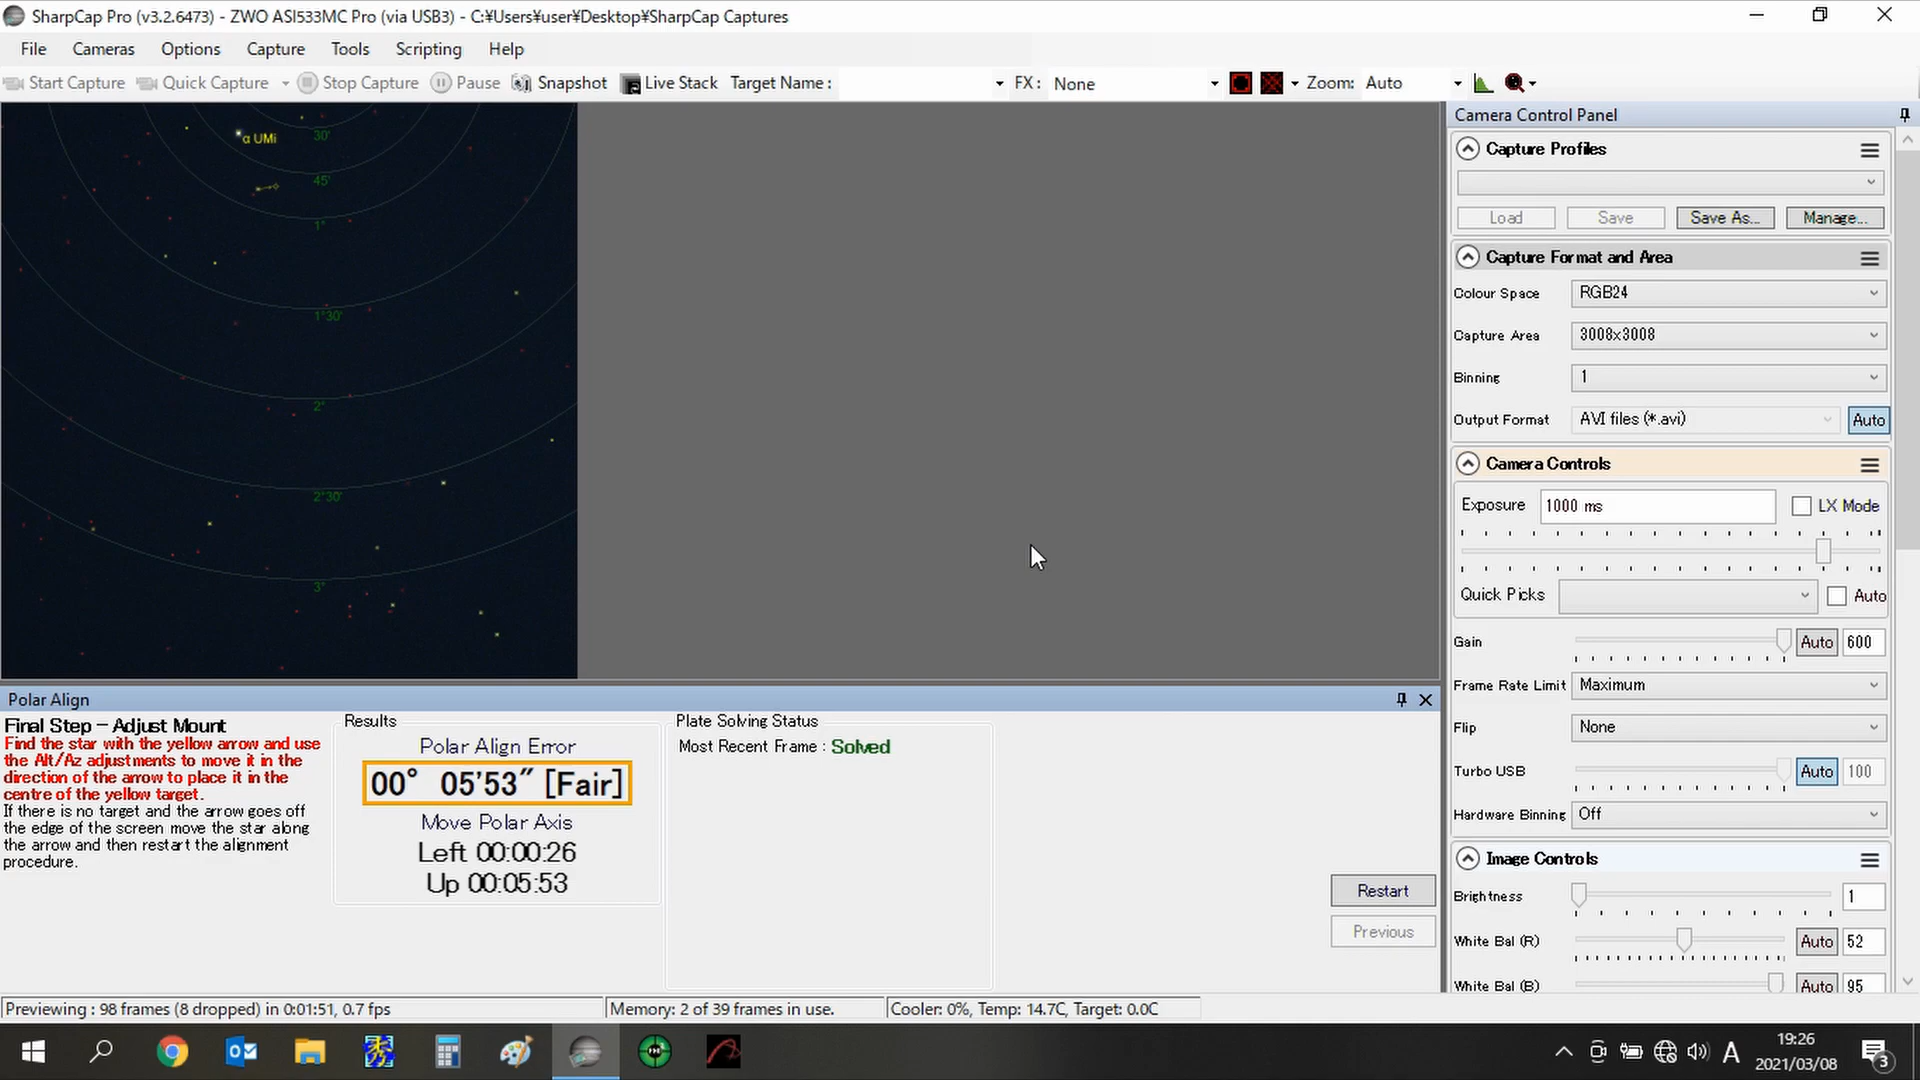 SharpCap Pro (v3.2.6473) - ZWO ASI533MC Pro (via USB3) - C:¥Users¥user¥Desktop¥SharpCap Captures
File Cameras Options Capture Tools Scripting Help
Start Capture Quick Capture Stop Capture Pause Snapshot Live Stack Target Name : FX : None Zoom: Auto
30'
α UMi
45'
1°
1°30'
2°
2°30'
3°
Camera Control Panel
Capture Profiles
Load Save Save As... Manage...
Capture Format and Area
Colour Space RGB24
Capture Area 3008x3008
Binning 1
Output Format AVI files (*.avi) Auto
Camera Controls
Exposure 1000 ms LX Mode
Quick Picks Auto
Gain Auto 600
Frame Rate Limit Maximum
Flip None
Turbo USB Auto 100
Hardware Binning Off
Image Controls
Brightness 1
White Bal (R) Auto 52
White Bal (B) Auto 95
Polar Align
Final Step - Adjust Mount
Find the star with the yellow arrow and use
the Alt/Az adjustments to move it in the
direction of the arrow to place it in the
centre of the yellow target.
If there is no target and the arrow goes off
the edge of the screen move the star along
the arrow and then restart the alignment
procedure.
Results
Polar Align Error
00° 05'53" [Fair]
Move Polar Axis
Left 00:00:26
Up 00:05:53
Plate Solving Status
Most Recent Frame : Solved
Restart
Previous
Previewing : 98 frames (8 dropped) in 0:01:51, 0.7 fps
Memory: 2 of 39 frames in use.
Cooler: 0%, Temp: 14.7C, Target: 0.0C
A
19:26
2021/03/08
3